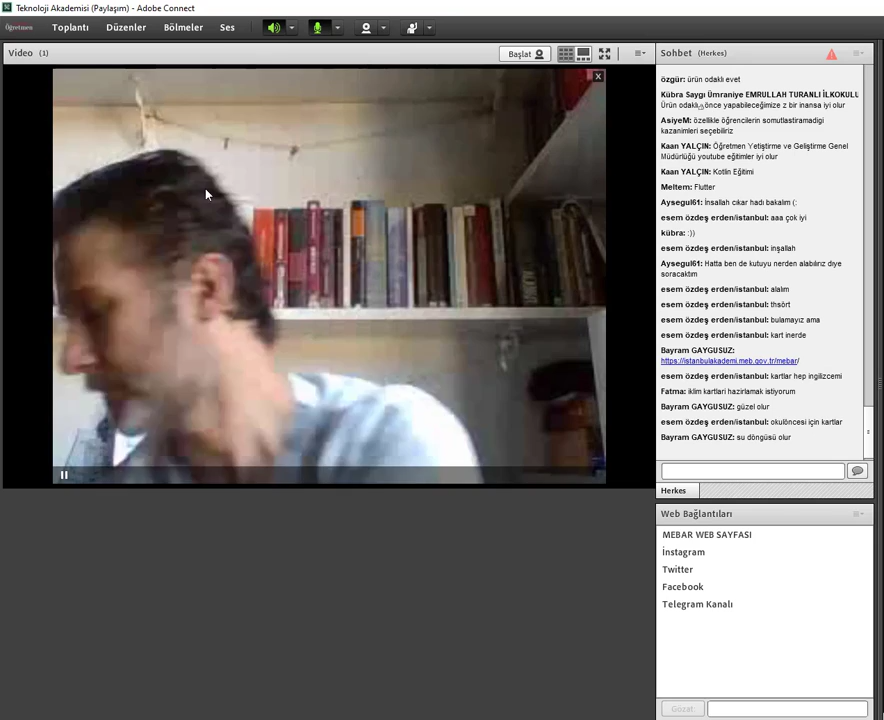 Teknoloji Akademisi (Paylaşım) - Adobe Connect
Öğretmen Toplantı Düzenler Bölmeler Ses
Video (1)
Başlat
Sohbet (Herkes)
özgür: ürün odaklı evet
Kübra Saygı Ümraniye EMRULLAH TURANLI İLKOKULU
Ürün odaklı önce yapabileceğimize z bir inansa iyi olur
AsiyeM: özellikle öğrencilerin somutlastiramadigi
kazanimleri seçebiliriz
Kaan YALÇIN: Öğretmen Yetiştirme ve Geliştirme Genel
Müdürlüğü youtube eğitimler iyi olur
Kaan YALÇIN: Kotlin Eğitimi
Meltem: Flutter
Aysegul61: İnsallah cıkar hadı bakalım (:
esem özdeş erden/istanbul: aaa çok iyi
kübra: :))
esem özdeş erden/istanbul: inşallah
Aysegul61: Hatta ben de kutuyu nerden alabılırız dıye
soracaktım
esem özdeş erden/istanbul: alalım
esem özdeş erden/istanbul: thsört
esem özdeş erden/istanbul: bulamayız ama
esem özdeş erden/istanbul: kart inerde
Bayram GAYGUSUZ:
https://istanbulakademi.meb.gov.tr/mebar/
esem özdeş erden/istanbul: kartlar hep ingilizcemi
Fatma: iklim kartlari hazirlamak istiyorum
Bayram GAYGUSUZ: güzel olur
esem özdeş erden/istanbul: okulöncesi için kartlar
Bayram GAYGUSUZ: su döngüsü olur
Herkes
Web Bağlantıları
MEBAR WEB SAYFASI
İnstagram
Twitter
Facebook
Telegram Kanalı
Gözat